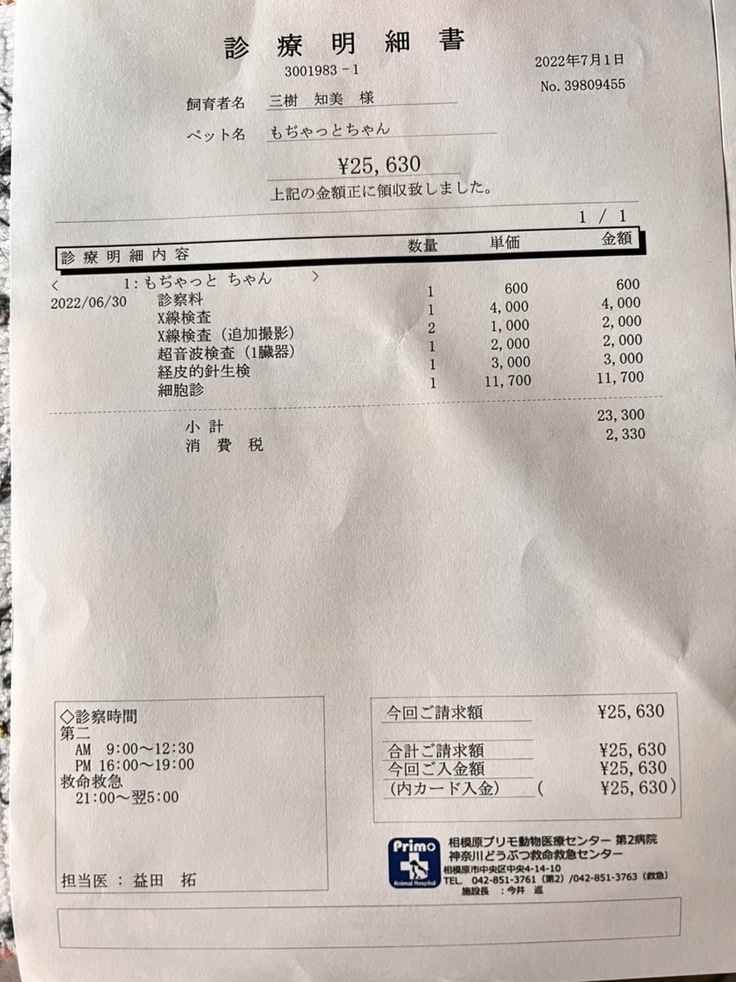 診療明細書
3001983-1
2022年7月1日
No. 39809455
飼育者名 三樹 知美 様
ペット名 もぢゃっとちゃん
¥25,630
上記の金額正に領収致しました。
1 / 1
診療明細内容 数量 単価 金額
< 1:もぢゃっと ちゃん >
2022/06/30 診察料 1 600 600
X線検査 1 4,000 4,000
X線検査（追加撮影） 2 1,000 2,000
超音波検査（1臓器） 1 2,000 2,000
経皮的針生検 1 3,000 3,000
細胞診 1 11,700 11,700
小計 23,300
消費税 2,330
◇診察時間
第二
AM 9:00～12:30
PM 16:00～19:00
救命救急
21:00～翌5:00
担当医 : 益田 拓
今回ご請求額 ¥25,630
合計ご請求額 ¥25,630
今回ご入金額 ¥25,630
(内カード入金) ( ¥25,630)
Primo
Animal Hospital
相模原プリモ動物医療センター 第2病院
神奈川どうぶつ救命救急センター
相模原市中央区中央4-14-10
TEL. 042-851-3761（第2）/042-851-3763（救急）
施設長 : 今井 巡